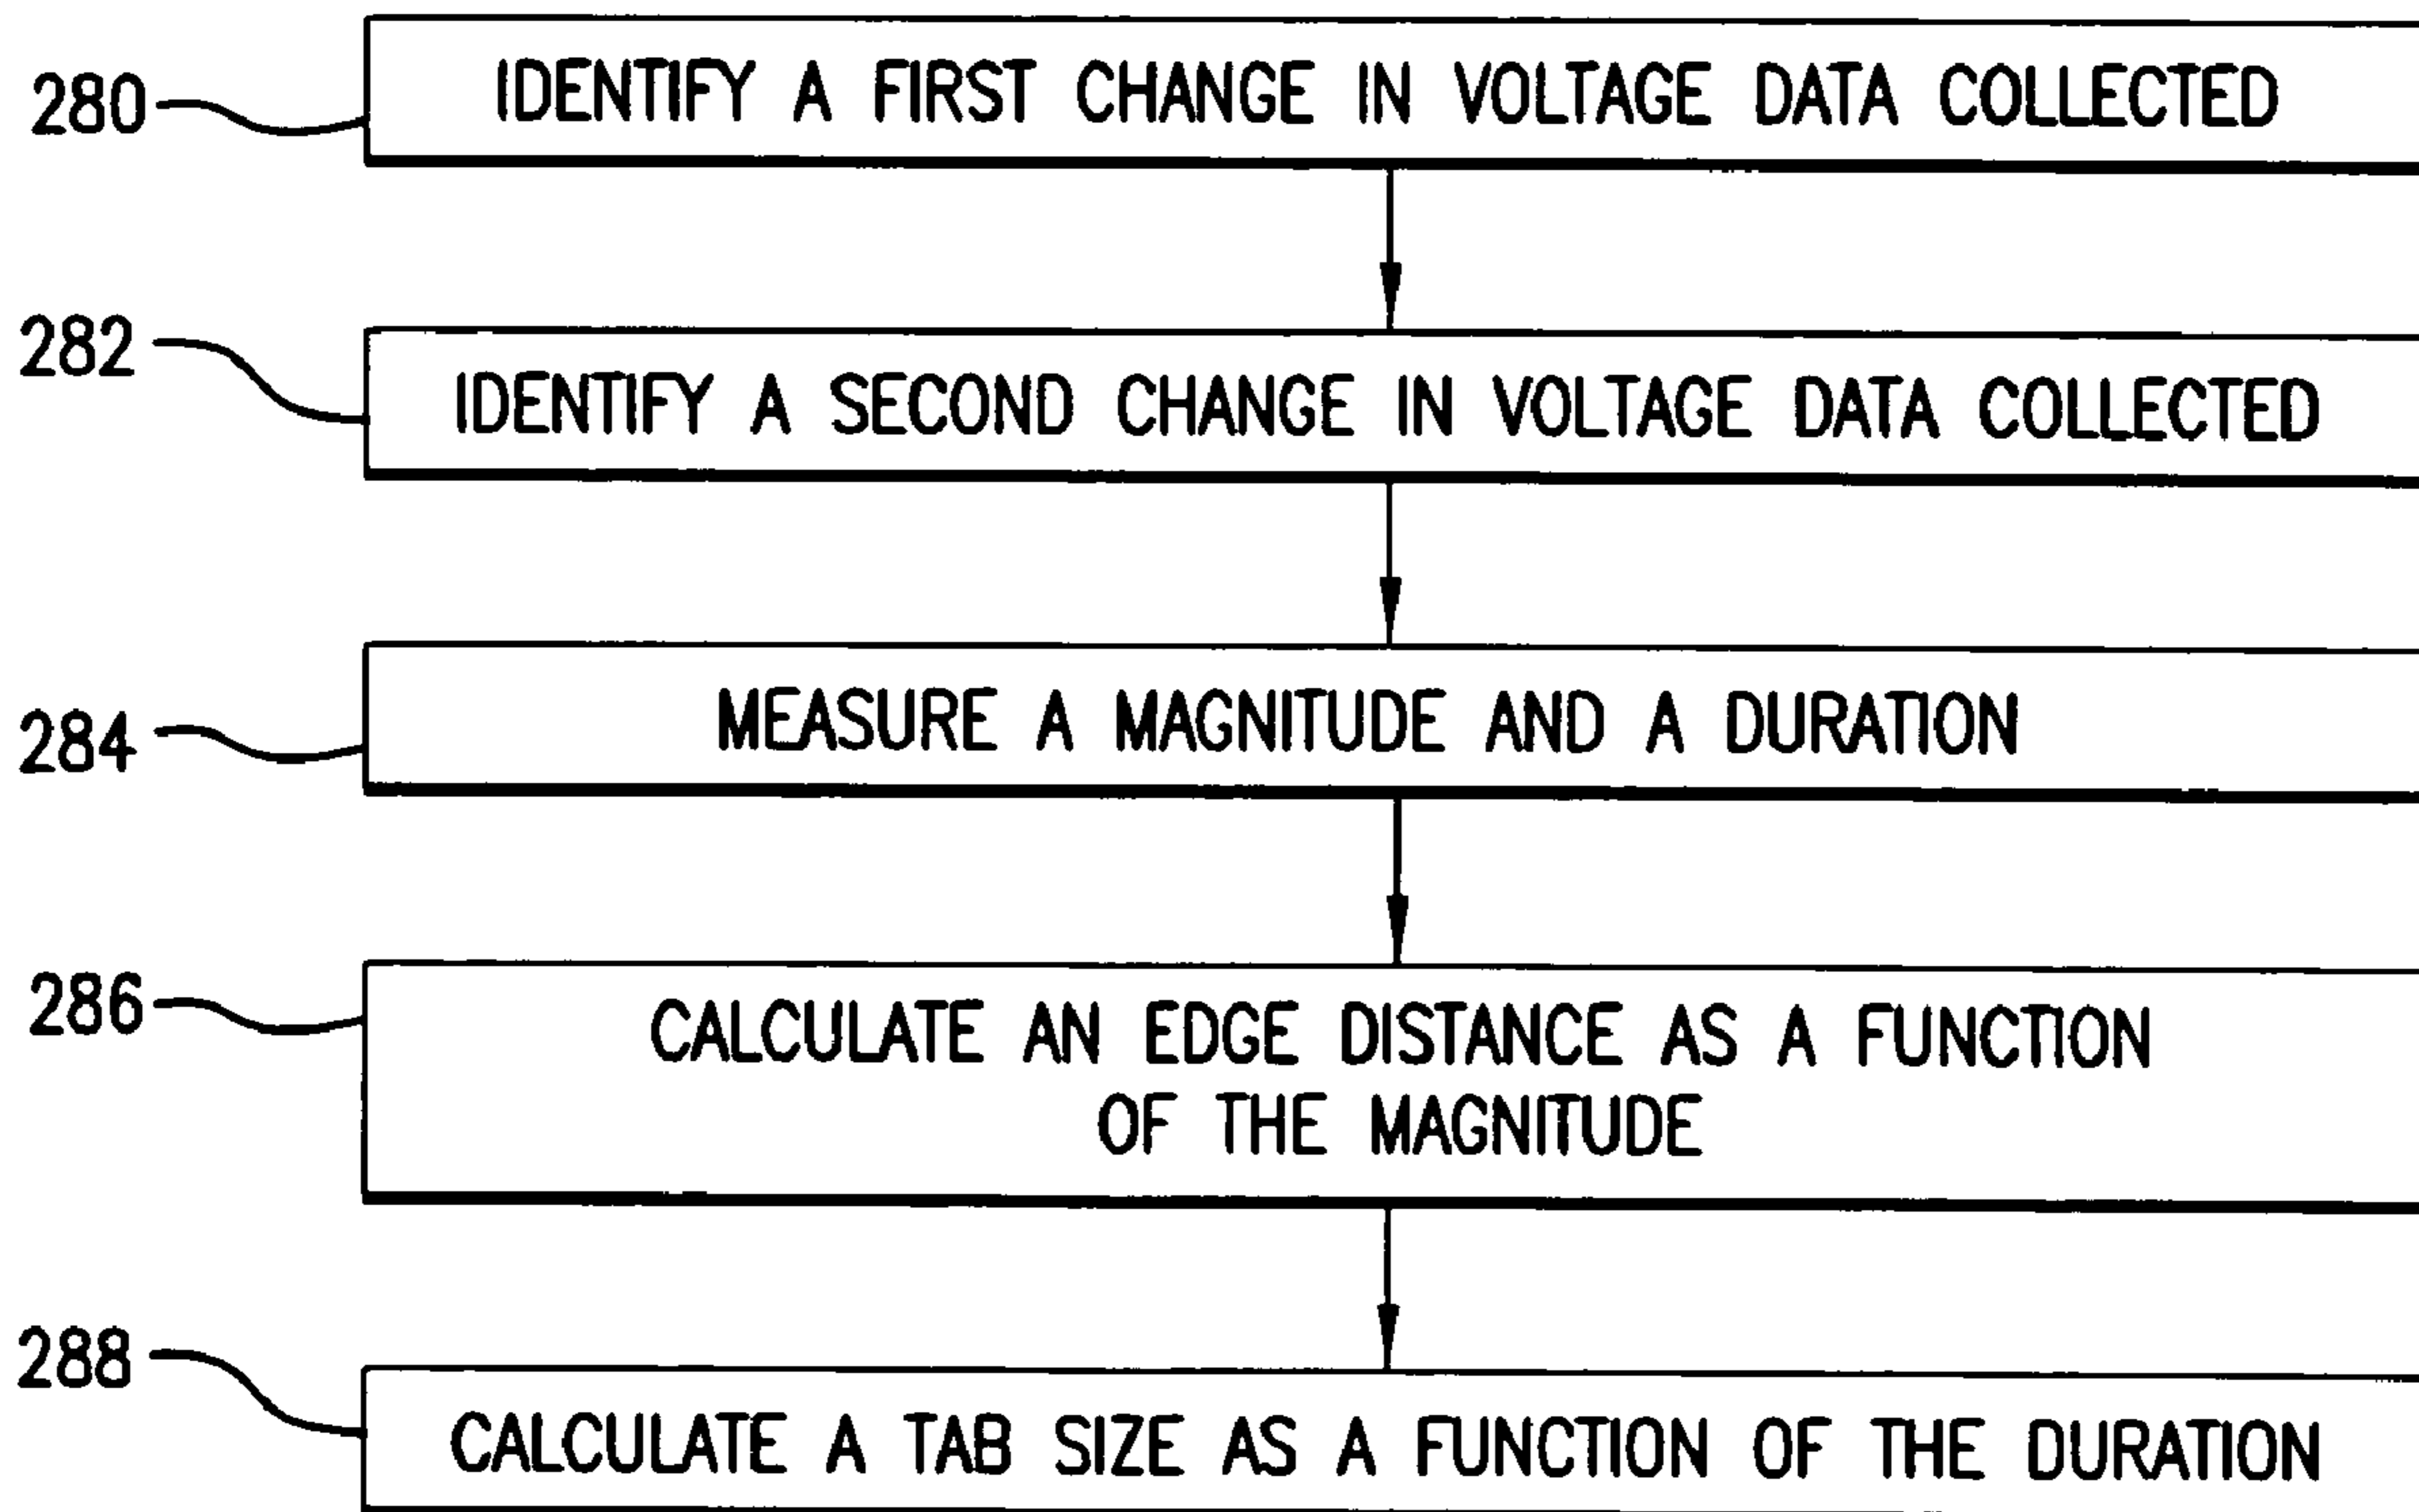 280 IDENTIFY A FIRST CHANGE IN VOLTAGE DATA COLLECTED
282 IDENTIFY A SECOND CHANGE IN VOLTAGE DATA COLLECTED
284 MEASURE A MAGNITUDE AND A DURATION
286 CALCULATE AN EDGE DISTANCE AS A FUNCTION
OF THE MAGNITUDE
288 CALCULATE A TAB SIZE AS A FUNCTION OF THE DURATION